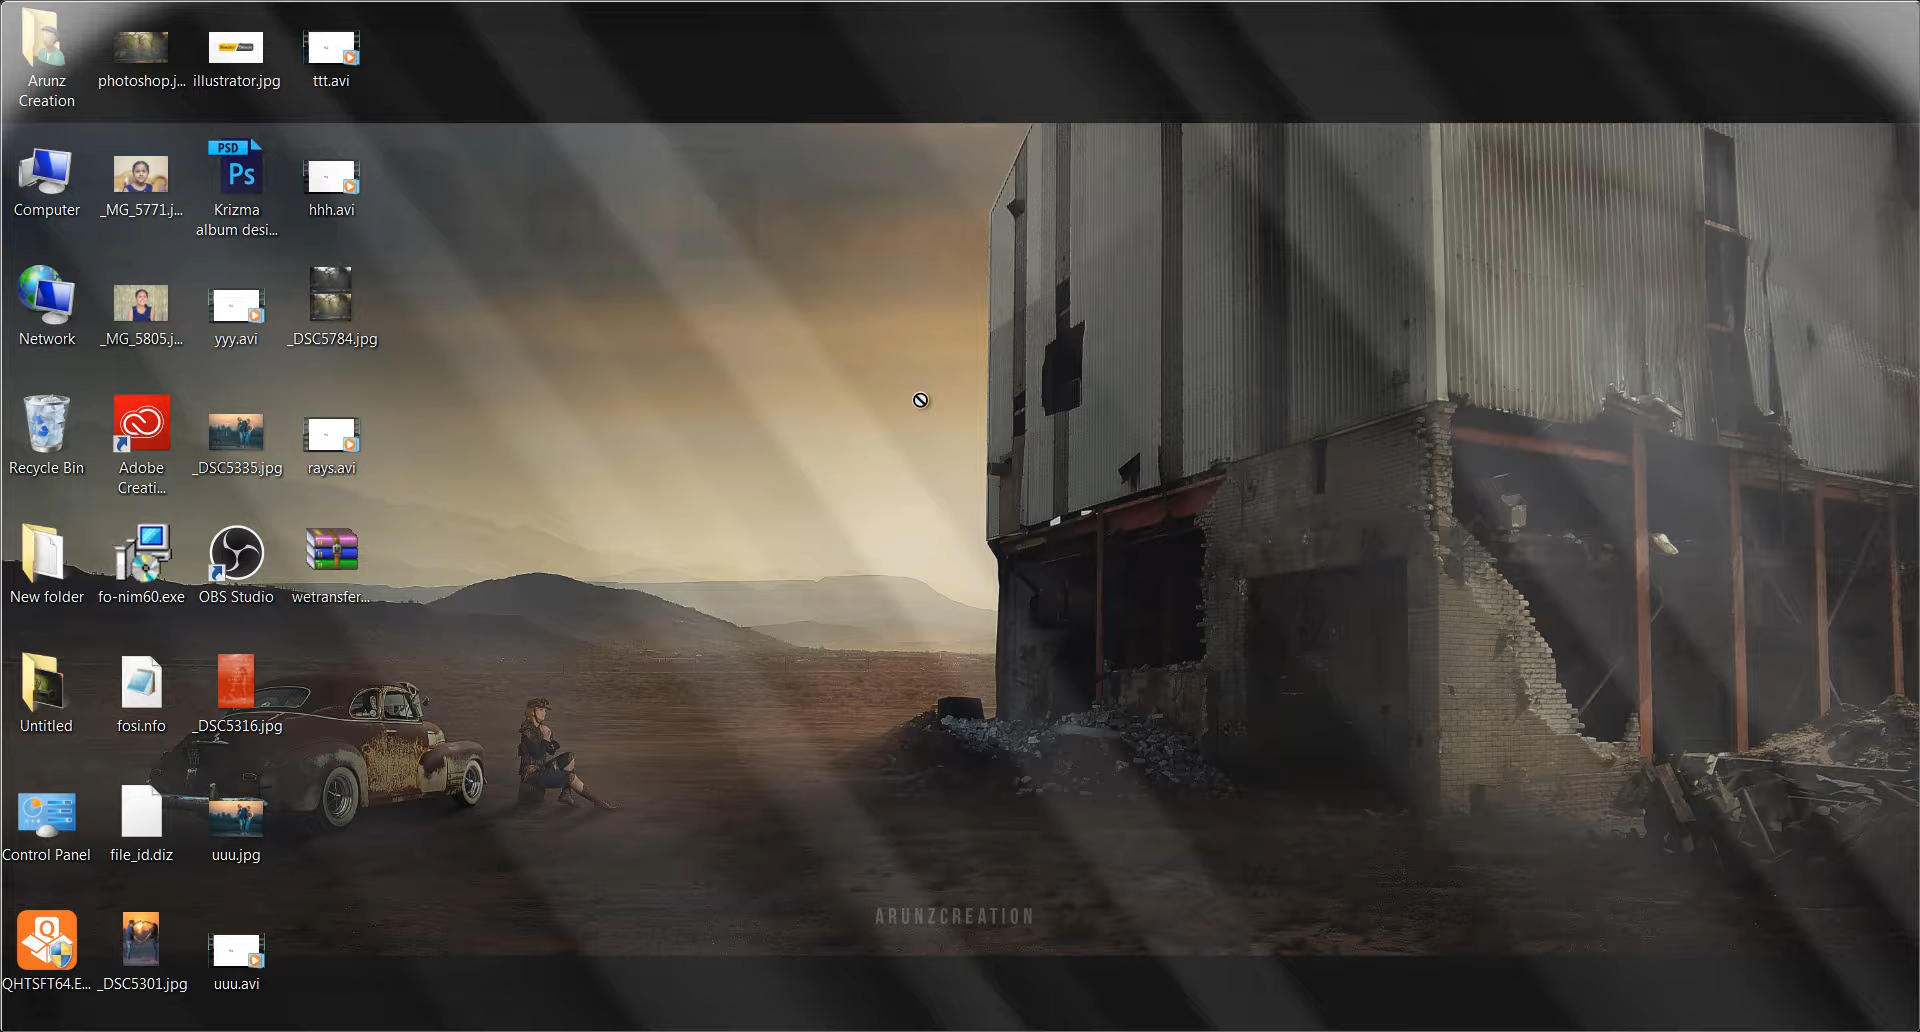 Arunz
Creation
photoshop.j...
illustrator.jpg
ttt.avi
Computer
_MG_5771.j...
PSD
Ps
Krizma
album desi...
hhh.avi
Network
_MG_5805.j...
yyy.avi
_DSC5784.jpg
Recycle Bin
Adobe
Creati...
_DSC5335.jpg
rays.avi
New folder
fo-nim60.exe
OBS Studio
wetransfer...
Untitled
fosi.nfo
_DSC5316.jpg
Control Panel
file_id.diz
uuu.jpg
ARUNZCREATION
Q
QHTSFT64.E...
_DSC5301.jpg
uuu.avi